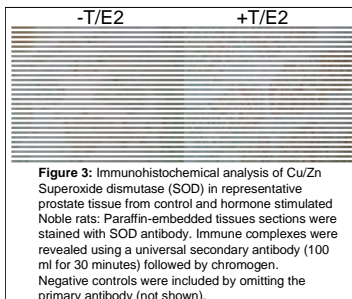 -T/E2 +T/E2
Figure 3: Immunohistochemical analysis of Cu/Zn
Superoxide dismutase (SOD) in representative
prostate tissue from control and hormone stimulated
Noble rats: Paraffin-embedded tissues sections were
stained with SOD antibody. Immune complexes were
revealed using a universal secondary antibody (100
ml for 30 minutes) followed by chromogen.
Negative controls were included by omitting the
primary antibody (not shown).